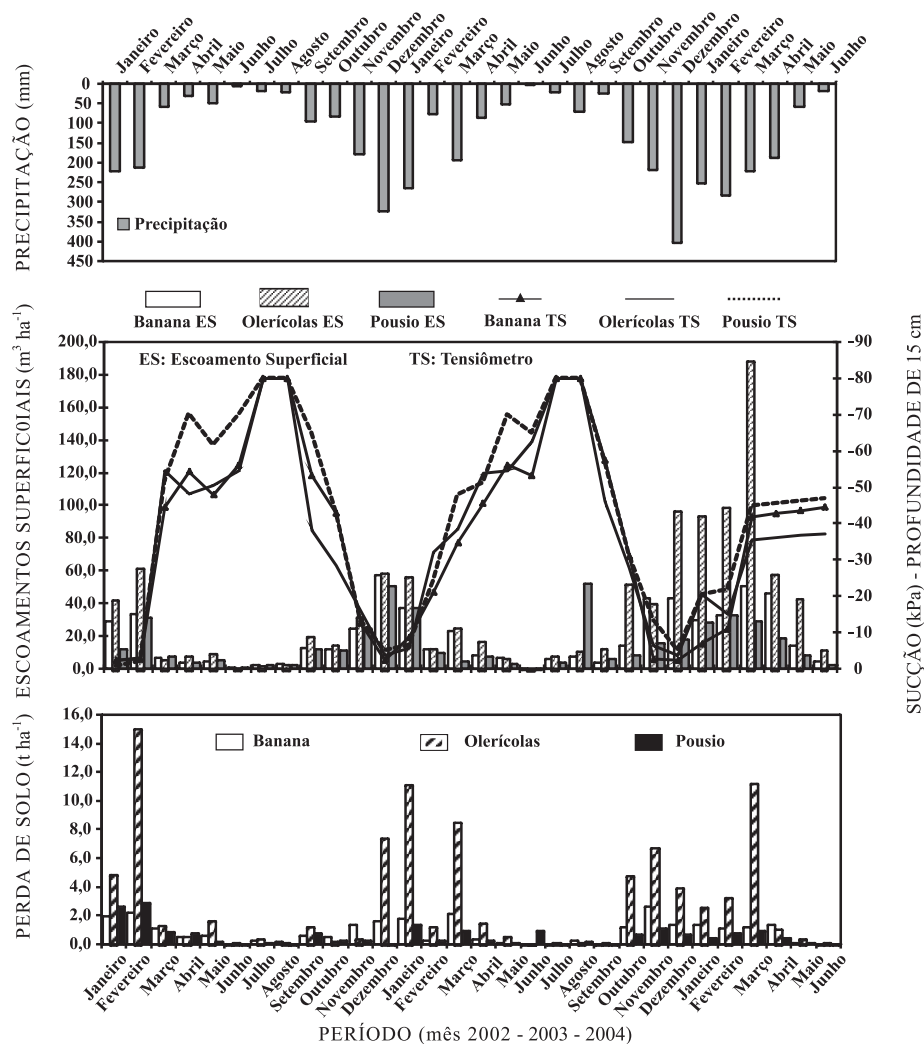 Janeiro
Fevereiro
Março
Abril
Maio
Junho
Julho
Agosto
Setembro
Outubro
Novembro
Dezembro
Janeiro
Fevereiro
Março
Abril
Maio
Junho
Julho
Agosto
Setembro
Outubro
Novembro
Dezembro
Janeiro
Fevereiro
Março
Abril
Maio
Junho
PRECIPITAÇÃO (mm)
0
50
100
150
200
250
300
350
400
450
Precipitação
Banana ES
Olerícolas ES
Pousio ES
Banana TS
Olerícolas TS
Pousio TS
ESCOAMENTOS SUPERFIC0IAIS (m³ ha⁻¹)
200,0
180,0
160,0
140,0
120,0
100,0
80,0
60,0
40,0
20,0
0,0
ES: Escoamento Superficial
TS: Tensiômetro
-90
-80
-70
-60
-50
-40
-30
-20
-10
0
SUCÇÃO (kPa) - PROFUNDIDADE DE 15 cm
PERDA DE SOLO (t ha⁻¹)
16,0
14,0
12,0
10,0
8,0
6,0
4,0
2,0
0,0
Banana
Olerícolas
Pousio
Janeiro
Fevereiro
Março
Abril
Maio
Junho
Julho
Agosto
Setembro
Outubro
Novembro
Dezembro
Janeiro
Fevereiro
Março
Abril
Maio
Junho
Julho
Agosto
Setembro
Outubro
Novembro
Dezembro
Janeiro
Fevereiro
Março
Abril
Maio
Junho
PERÍODO (mês 2002 - 2003 - 2004)